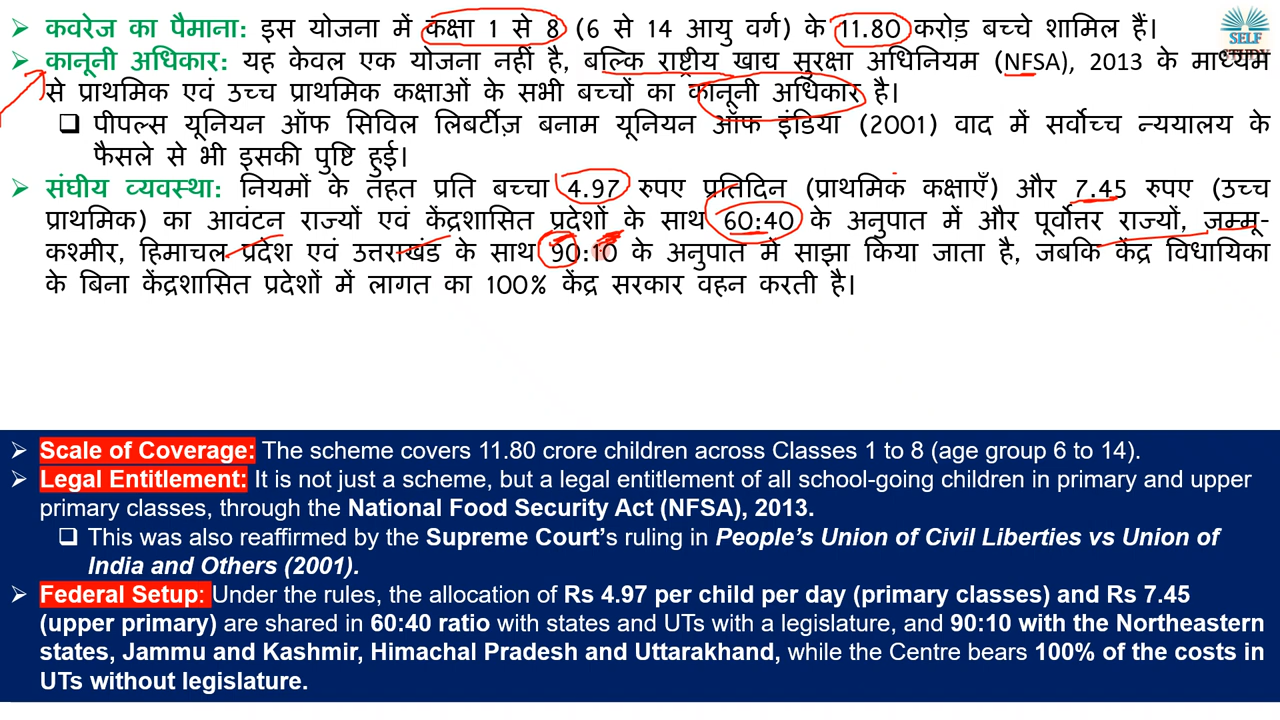 ➢ कवरेज का पैमाना: इस योजना में कक्षा 1 से 8 (6 से 14 आयु वर्ग) के 11.80 करोड़ बच्चे शामिल हैं।
➢ कानूनी अधिकार: यह केवल एक योजना नहीं है, बल्कि राष्ट्रीय खाद्य सुरक्षा अधिनियम (NFSA), 2013 के माध्यम
से प्राथमिक एवं उच्च प्राथमिक कक्षाओं के सभी बच्चों का कानूनी अधिकार है।
❑ पीपल्स यूनियन ऑफ सिविल लिबर्टीज़ बनाम यूनियन ऑफ इंडिया (2001) वाद में सर्वोच्च न्ययालय के
फैसले से भी इसकी पुष्टि हुई।
➢ संघीय व्यवस्था: नियमों के तहत प्रति बच्चा 4.97 रुपए प्रतिदिन (प्राथमिक कक्षाएँ) और 7.45 रुपए (उच्च
प्राथमिक) का आवंटन राज्यों एवं केंद्रशासित प्रदेशों के साथ 60:40 के अनुपात में और पूर्वोत्तर राज्यों, जम्मू-
कश्मीर, हिमाचल प्रदेश एवं उत्तराखंड के साथ 90:10 के अनुपात में साझा किया जाता है, जबकि केंद्र विधायिका
के बिना केंद्रशासित प्रदेशों में लागत का 100% केंद्र सरकार वहन करती है।
SELF
STUDY
➢ Scale of Coverage: The scheme covers 11.80 crore children across Classes 1 to 8 (age group 6 to 14).
➢ Legal Entitlement: It is not just a scheme, but a legal entitlement of all school-going children in primary and upper
primary classes, through the National Food Security Act (NFSA), 2013.
❑ This was also reaffirmed by the Supreme Court's ruling in People's Union of Civil Liberties vs Union of
India and Others (2001).
➢ Federal Setup: Under the rules, the allocation of Rs 4.97 per child per day (primary classes) and Rs 7.45
(upper primary) are shared in 60:40 ratio with states and UTs with a legislature, and 90:10 with the Northeastern
states, Jammu and Kashmir, Himachal Pradesh and Uttarakhand, while the Centre bears 100% of the costs in
UTs without legislature.